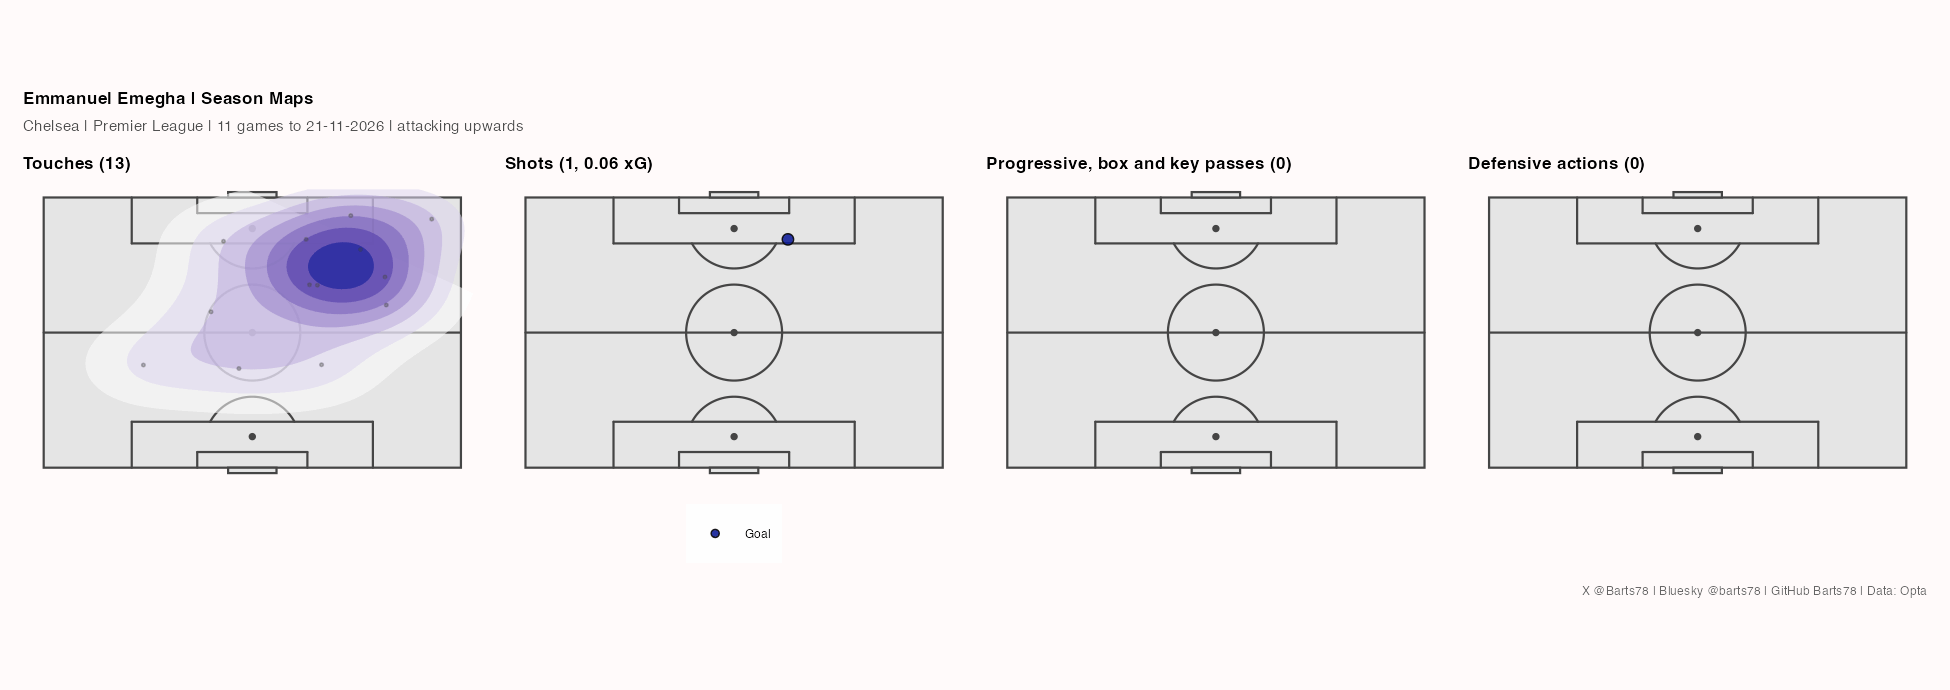 Emmanuel Emegha | Season Maps
Chelsea | Premier League | 11 games to 21-11-2026 | attacking upwards
Touches (13)
Shots (1, 0.06 xG)
Progressive, box and key passes (0)
Defensive actions (0)
Goal
X @Barts78 | Bluesky @barts78 | GitHub Barts78 | Data: Opta